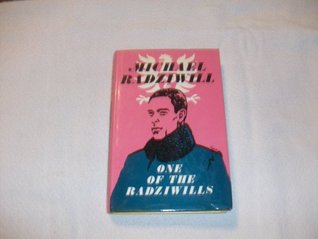 MICHAEL
RADZIWILL
ONE
OF THE
RADZIWILLS